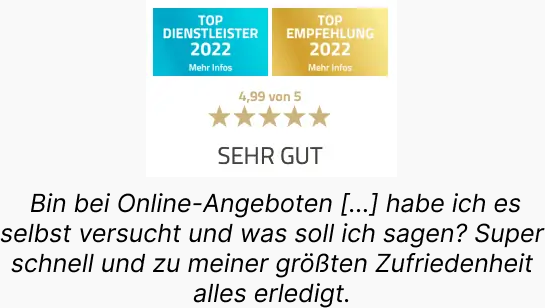 TOP
DIENSTLEISTER
2022
Mehr Infos
TOP
EMPFEHLUNG
2022
Mehr Infos
4,99 von 5
SEHR GUT
Bin bei Online-Angeboten [...] habe ich es
selbst versucht und was soll ich sagen? Super
schnell und zu meiner größten Zufriedenheit
alles erledigt.